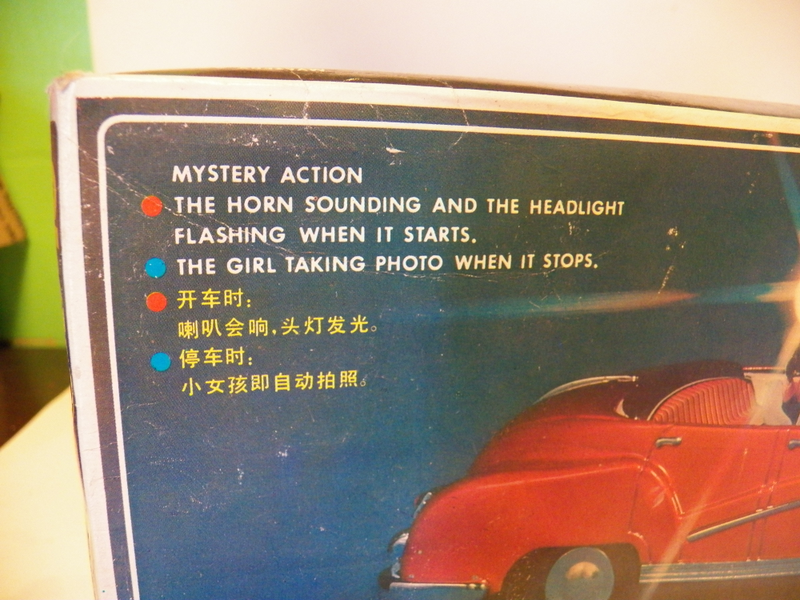 MYSTERY ACTION
THE HORN SOUNDING AND THE HEADLIGHT
FLASHING WHEN IT STARTS.
THE GIRL TAKING PHOTO WHEN IT STOPS.
开车时:
喇叭会响,头灯发光。
停车时:
小女孩即自动拍照。